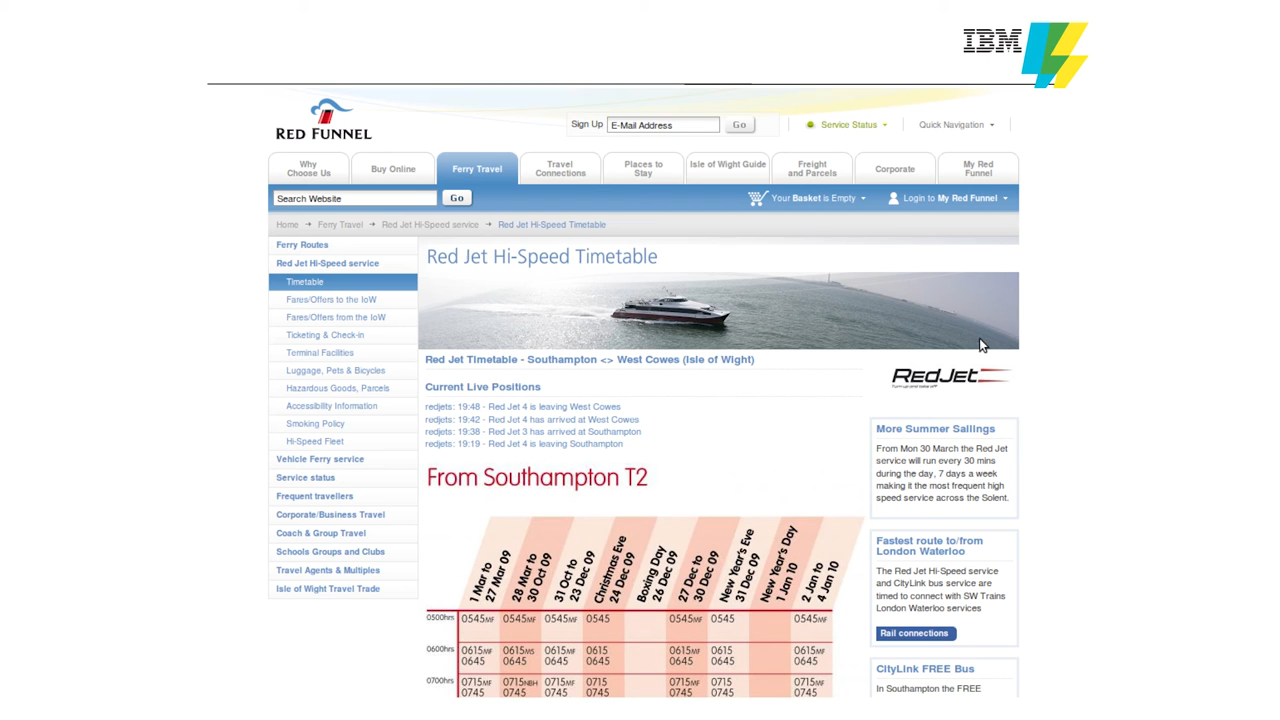 IBM
RED FUNNEL
Sign Up E-Mail Address Go
Service Status
Quick Navigation
Why Choose Us
Buy Online
Ferry Travel
Travel Connections
Places to Stay
Isle of Wight Guide
Freight and Parcels
Corporate
My Red Funnel
Search Website Go
Your Basket is Empty
Login to My Red Funnel
Home → Ferry Travel → Red Jet Hi-Speed service → Red Jet Hi-Speed Timetable
Ferry Routes
Red Jet Hi-Speed service
Timetable
Fares/Offers to the IoW
Fares/Offers from the IoW
Ticketing & Check-in
Terminal Facilities
Luggage, Pets & Bicycles
Hazardous Goods, Parcels
Accessibility Information
Smoking Policy
Hi-Speed Fleet
Vehicle Ferry service
Service status
Frequent travellers
Corporate/Business Travel
Coach & Group Travel
Schools Groups and Clubs
Travel Agents & Multiples
Isle of Wight Travel Trade
Red Jet Hi-Speed Timetable
Red Jet Timetable - Southampton <> West Cowes (Isle of Wight)
Current Live Positions
redjets: 19:48 - Red Jet 4 is leaving West Cowes
redjets: 19:42 - Red Jet 4 has arrived at West Cowes
redjets: 19:38 - Red Jet 3 has arrived at Southampton
redjets: 19:19 - Red Jet 4 is leaving Southampton
From Southampton T2
1 Mar to 27 Mar 09
28 Mar to 30 Oct 09
31 Oct to 23 Dec 09
Christmas Eve 24 Dec 09
Boxing Day 26 Dec 09
27 Dec to 30 Dec 09
New Year's Eve 31 Dec 09
New Year's Day 1 Jan 10
2 Jan to 4 Jan 10
0500hrs 0545MF 0545MF 0545MF 0545 0545MF 0545 0545MF
0600hrs 0615MF 0615MS 0615MF 0615 0615MF 0615 0615MF
0645 0645 0645 0645 0645 0645 0645
0700hrs 0715MF 0715NBH 0715MF 0715 0715MF 0715 0715MF
0745 0745 0745 0745 0745 0745 0745
RedJet
More Summer Sailings
From Mon 30 March the Red Jet
service will run every 30 mins
during the day, 7 days a week
making it the most frequent high
speed service across the Solent.
Fastest route to/from
London Waterloo
The Red Jet Hi-Speed service
and CityLink bus service are
timed to connect with SW Trains
London Waterloo services
Rail connections
CityLink FREE Bus
In Southampton the FREE